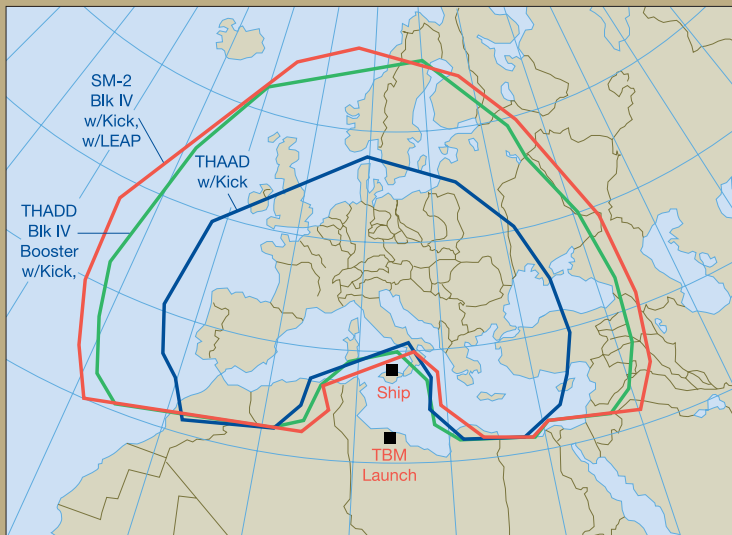 SM-2
Blk IV
w/Kick,
w/LEAP
THAAD
w/Kick
THADD
Blk IV
Booster
w/Kick,
Ship
TBM
Launch